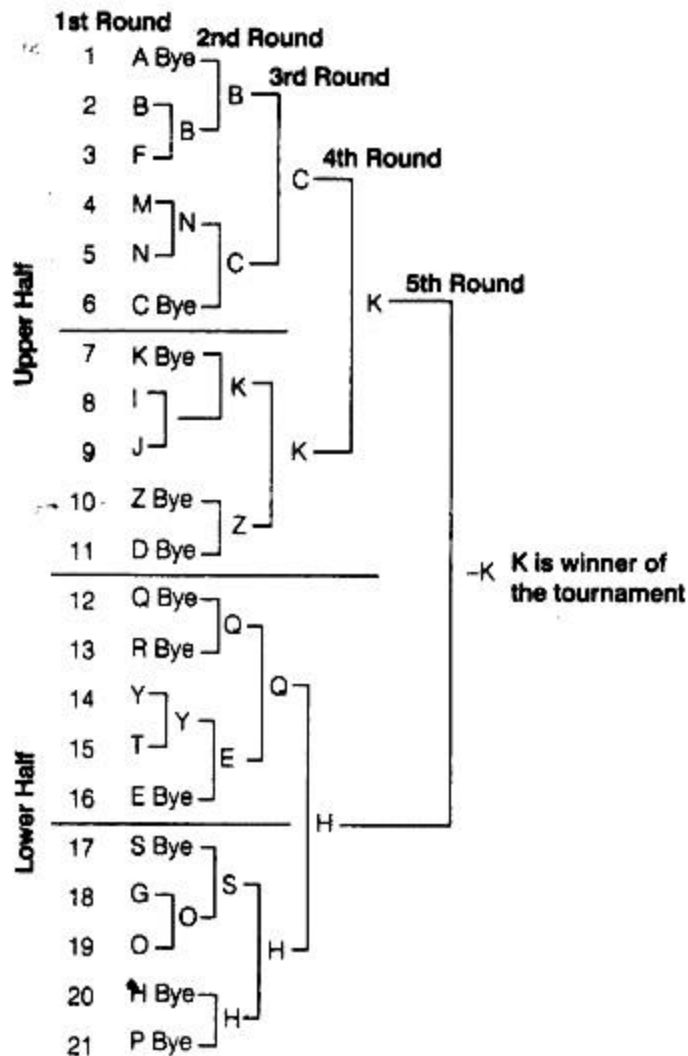 1st Round
2nd Round
3rd Round
4th Round
5th Round
Upper Half
Lower Half
1 A Bye
B
2 B
B
3 F
C
4 M
N
5 N
C
6 C Bye
K
7 K Bye
K
8 I
9 J
K
10 Z Bye
Z
11 D Bye
–K K is winner of
the tournament
12 Q Bye
Q
13 R Bye
Q
14 Y
Y
15 T
E
16 E Bye
H
17 S Bye
S
18 G
O
19 O
H
20 H Bye
H
21 P Bye